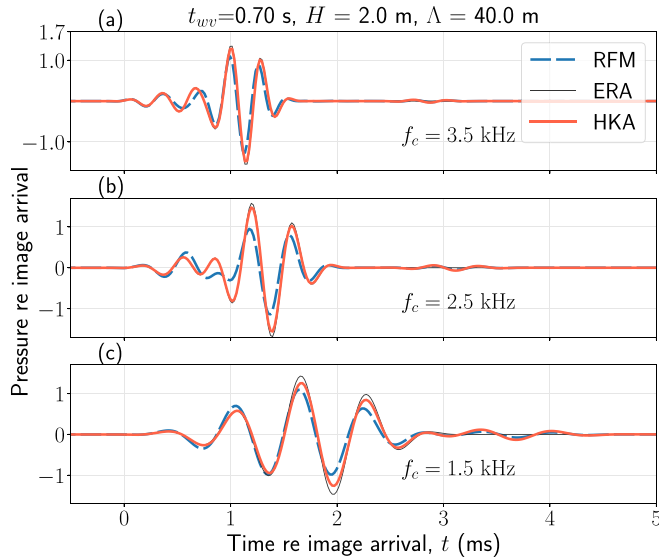 t_{wv}=0.70 s, H = 2.0 m, Λ = 40.0 m
(a)
1.7
1.0
−1.0
RFM
ERA
HKA
f_c = 3.5 kHz
(b)
1
0
−1
f_c = 2.5 kHz
(c)
1
0
−1
f_c = 1.5 kHz
Pressure re image arrival
0 1 2 3 4 5
Time re image arrival, t (ms)